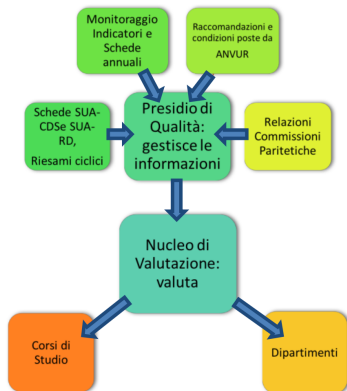 Monitoraggio
Indicatori e
Schede
annuali
Raccomandazioni e
condizioni poste da
ANVUR
Schede SUA-
CDSe SUA-
RD,
Riesami ciclici
Presidio di
Qualità:
gestisce le
informazioni
Relazioni
Commissioni
Paritetiche
Nucleo di
Valutazione:
valuta
Corsi di
Studio
Dipartimenti